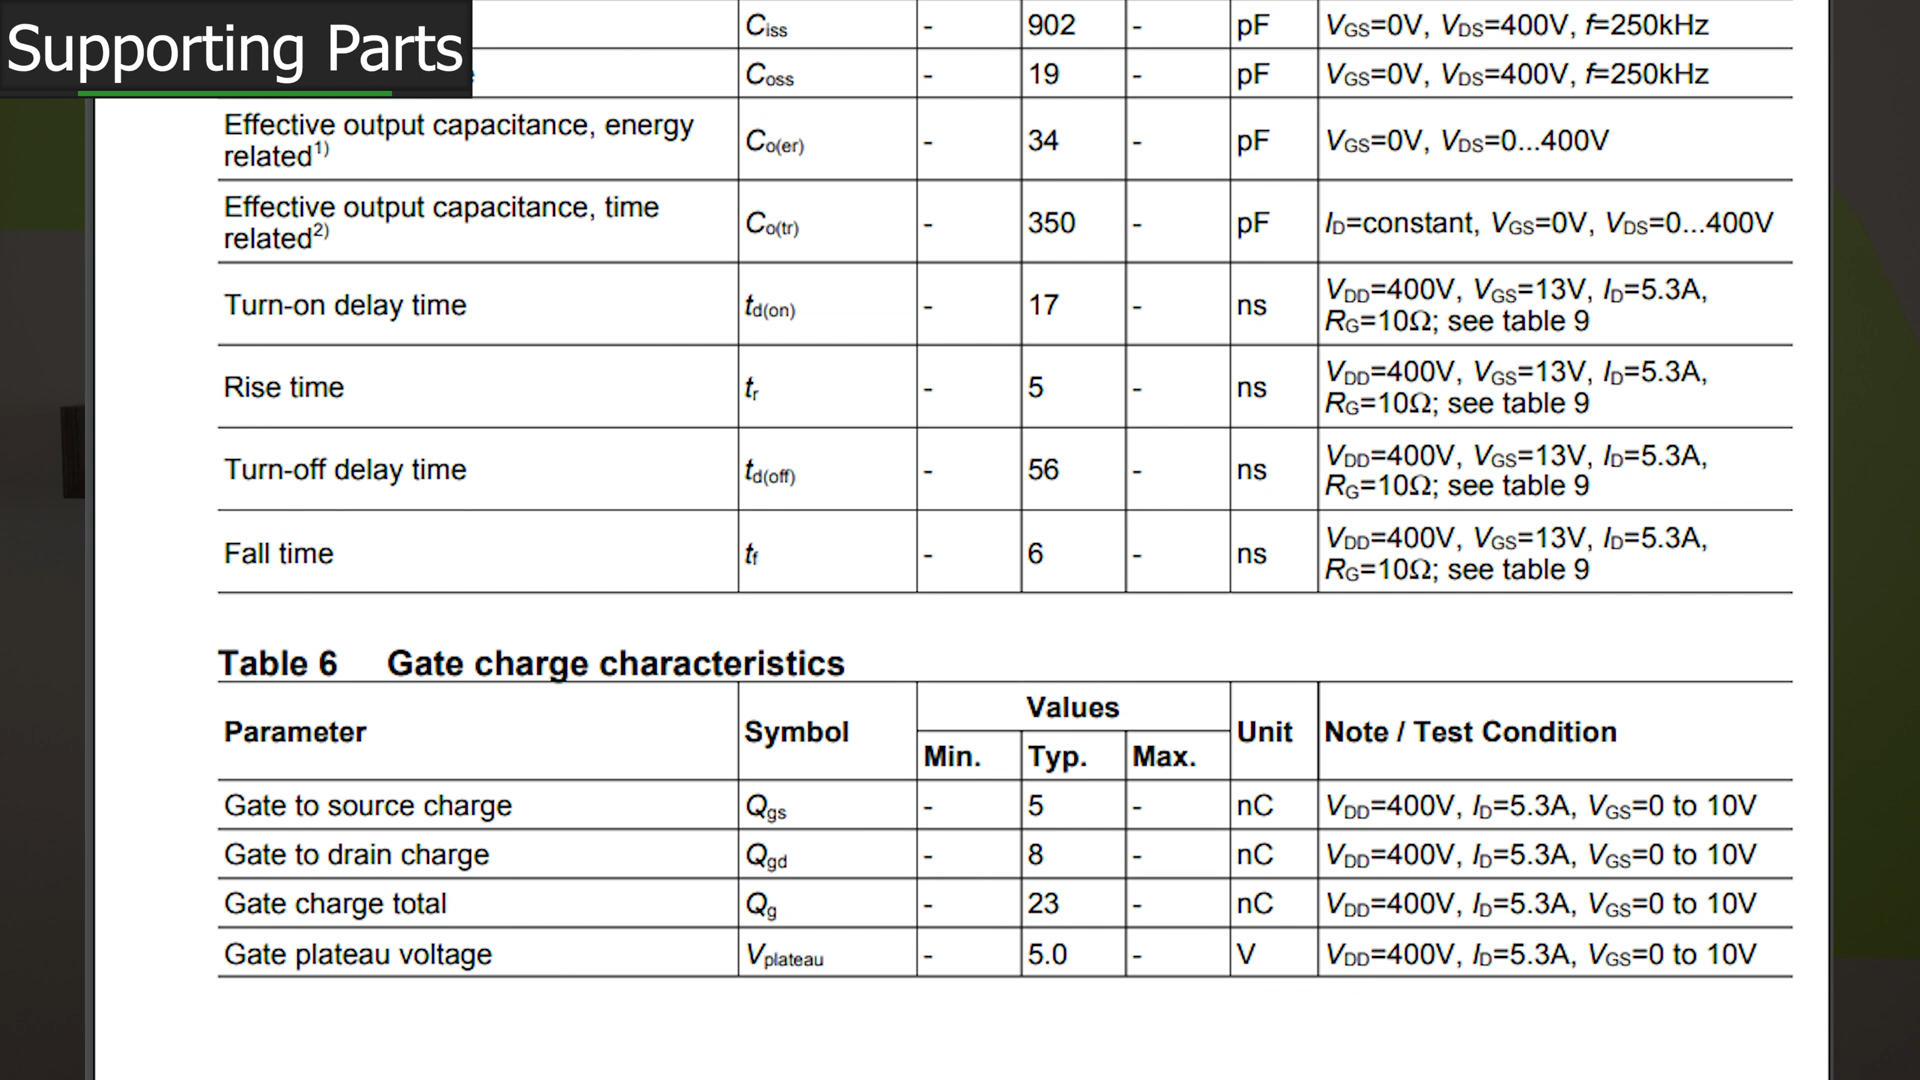 Supporting Parts
Ciss - 902 - pF VGS=0V, VDS=400V, f=250kHz
Coss - 19 - pF VGS=0V, VDS=400V, f=250kHz
Effective output capacitance, energy
related1) Co(er) - 34 - pF VGS=0V, VDS=0...400V
Effective output capacitance, time
related2) Co(tr) - 350 - pF ID=constant, VGS=0V, VDS=0...400V
Turn-on delay time td(on) - 17 - ns VDD=400V, VGS=13V, ID=5.3A,
RG=10Ω; see table 9
Rise time tr - 5 - ns VDD=400V, VGS=13V, ID=5.3A,
RG=10Ω; see table 9
Turn-off delay time td(off) - 56 - ns VDD=400V, VGS=13V, ID=5.3A,
RG=10Ω; see table 9
Fall time tf - 6 - ns VDD=400V, VGS=13V, ID=5.3A,
RG=10Ω; see table 9
Table 6 Gate charge characteristics
Parameter Symbol Values Unit Note / Test Condition
Min. Typ. Max.
Gate to source charge Qgs - 5 - nC VDD=400V, ID=5.3A, VGS=0 to 10V
Gate to drain charge Qgd - 8 - nC VDD=400V, ID=5.3A, VGS=0 to 10V
Gate charge total Qg - 23 - nC VDD=400V, ID=5.3A, VGS=0 to 10V
Gate plateau voltage Vplateau - 5.0 - V VDD=400V, ID=5.3A, VGS=0 to 10V